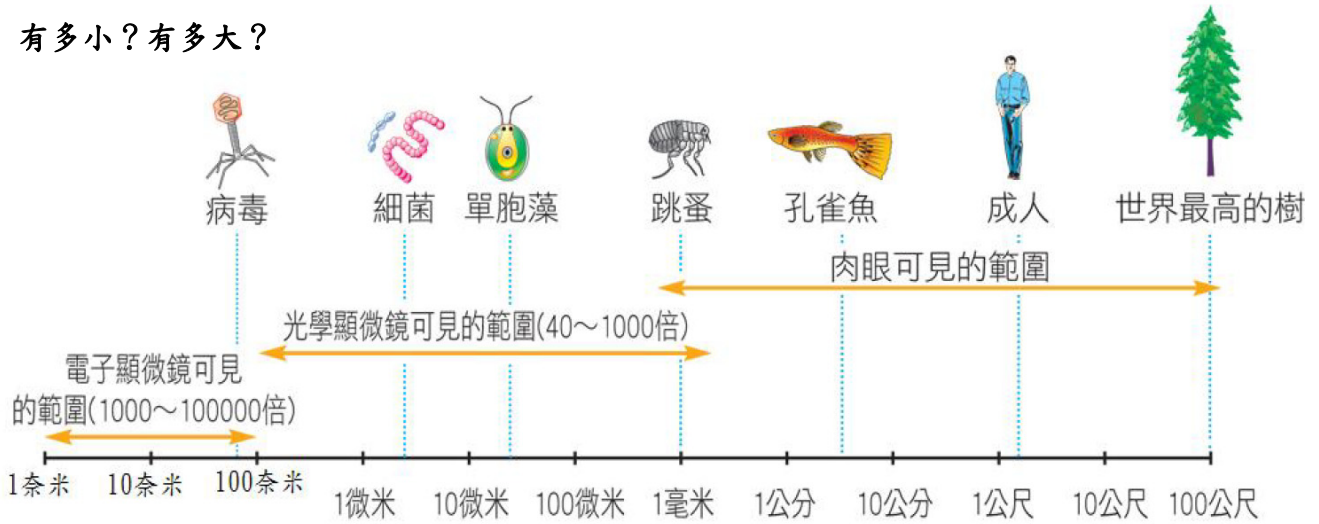 有多小？有多大？
病毒
細菌
單胞藻
跳蚤
孔雀魚
成人
世界最高的樹
肉眼可見的範圍
光學顯微鏡可見的範圍(40～1000倍)
電子顯微鏡可見
的範圍(1000～100000倍)
1奈米
10奈米
100奈米
1微米
10微米
100微米
1毫米
1公分
10公分
1公尺
10公尺
100公尺